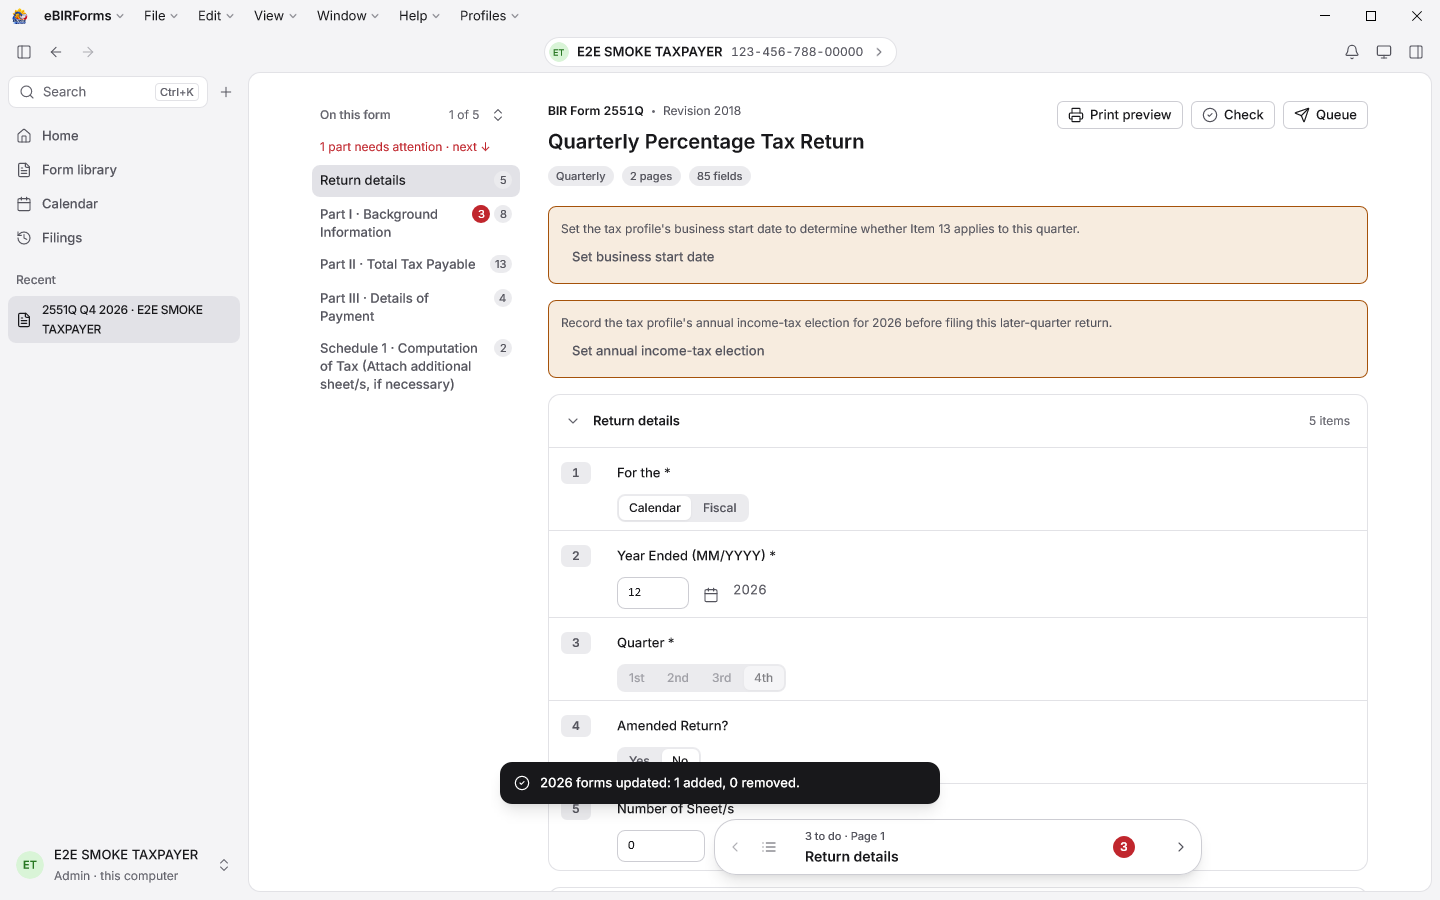 eBIRForms File Edit View Window Help Profiles
ET E2E SMOKE TAXPAYER 123-456-788-00000
Search Ctrl+K
Home
Form library
Calendar
Filings
Recent
2551Q Q4 2026 · E2E SMOKE
TAXPAYER
ET E2E SMOKE TAXPAYER
Admin · this computer
On this form 1 of 5
1 part needs attention · next ↓
Return details 5
Part I · Background
Information 3 8
Part II · Total Tax Payable 13
Part III · Details of
Payment 4
Schedule 1 · Computation
of Tax (Attach additional
sheet/s, if necessary) 2
BIR Form 2551Q • Revision 2018
Quarterly Percentage Tax Return
Quarterly 2 pages 85 fields
Print preview Check Queue
Set the tax profile's business start date to determine whether Item 13 applies to this quarter.
Set business start date
Record the tax profile's annual income-tax election for 2026 before filing this later-quarter return.
Set annual income-tax election
Return details 5 items
1 For the *
Calendar Fiscal
2 Year Ended (MM/YYYY) *
12 2026
3 Quarter *
1st 2nd 3rd 4th
4 Amended Return?
Yes No
2026 forms updated: 1 added, 0 removed.
5 Number of Sheet/s
0
3 to do · Page 1
Return details 3